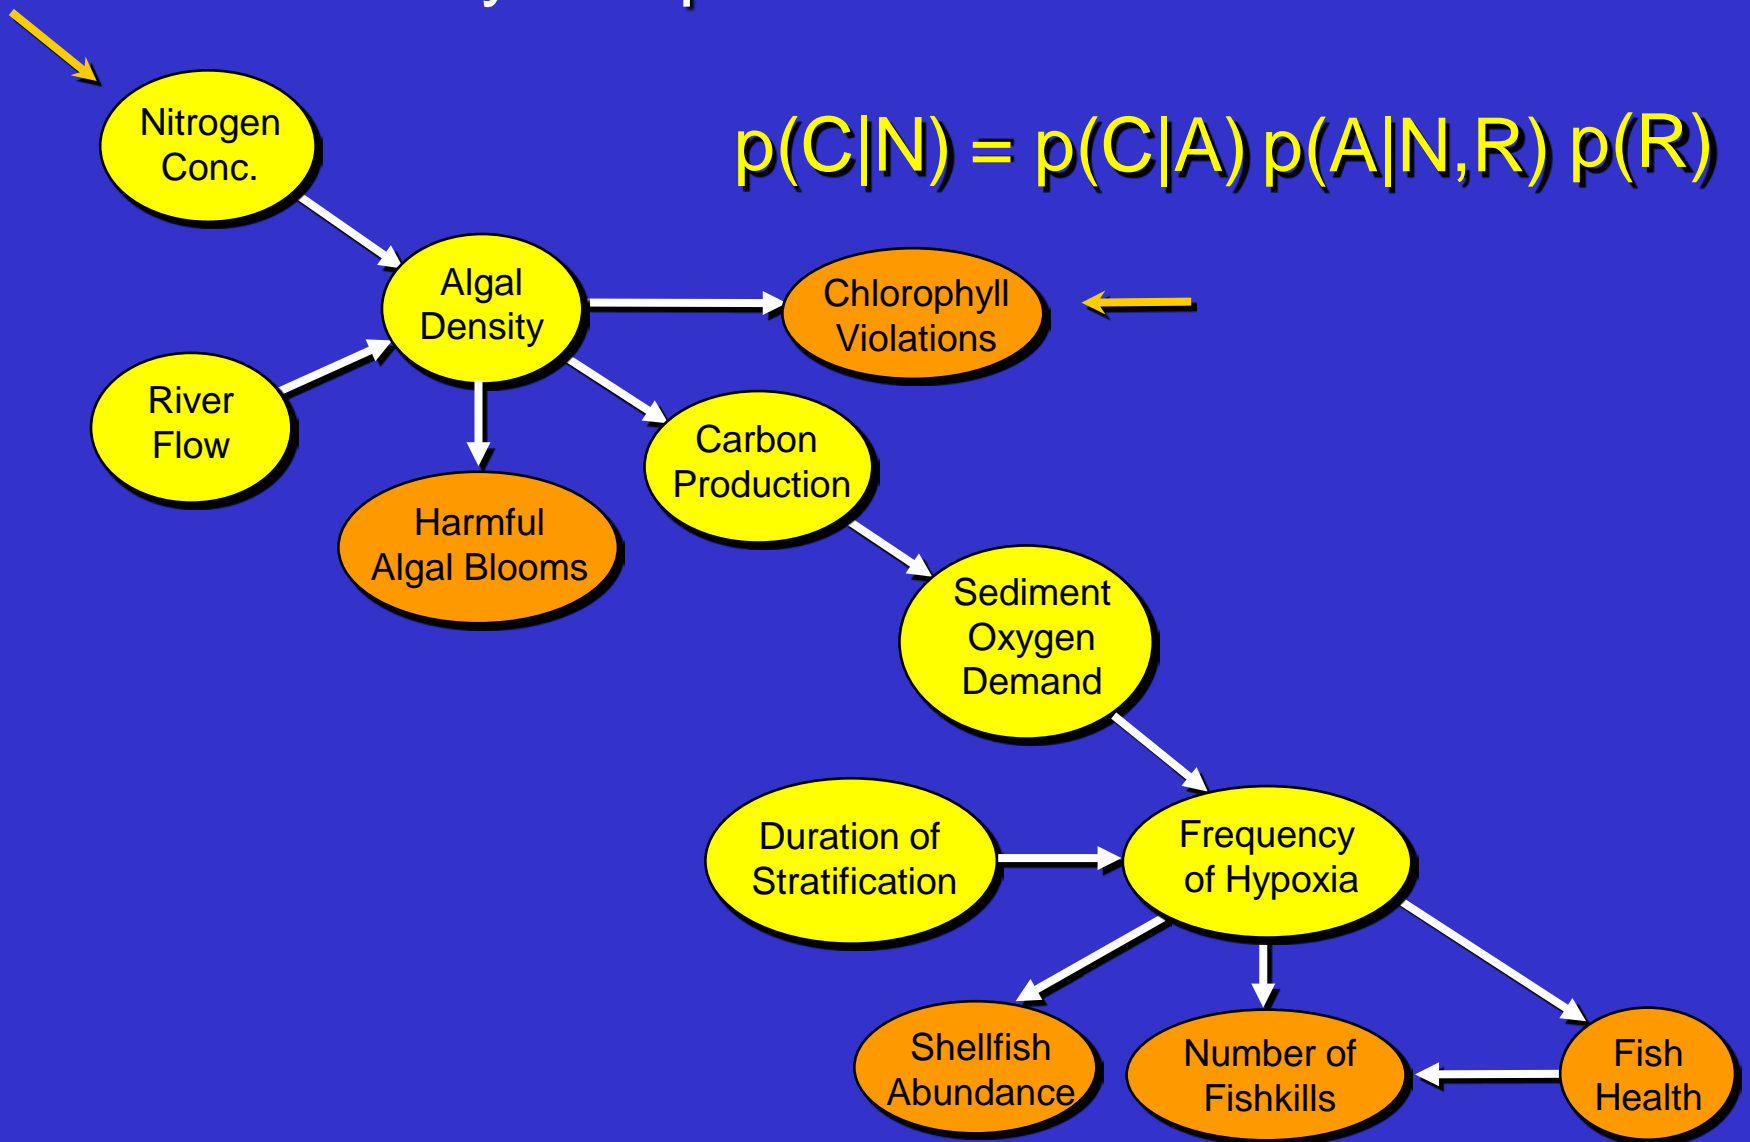 Nitrogen
Conc.
p(C|N) = p(C|A) p(A|N,R) p(R)
Algal
Density
Chlorophyll
Violations
River
Flow
Carbon
Production
Harmful
Algal Blooms
Sediment
Oxygen
Demand
Duration of
Stratification
Frequency
of Hypoxia
Shellfish
Abundance
Number of
Fishkills
Fish
Health